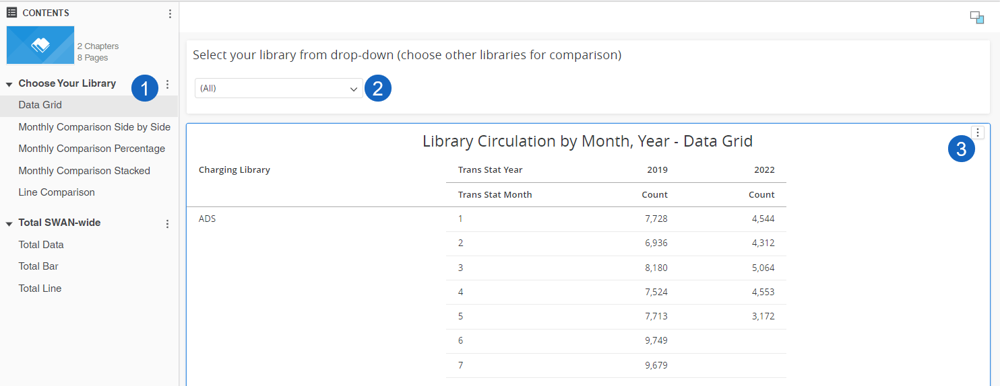 CONTENTS
2 Chapters
8 Pages
Choose Your Library
1
Data Grid
Monthly Comparison Side by Side
Monthly Comparison Percentage
Monthly Comparison Stacked
Line Comparison
Total SWAN-wide
Total Data
Total Bar
Total Line
Select your library from drop-down (choose other libraries for comparison)
(All)
2
Library Circulation by Month, Year - Data Grid
3
Charging Library Trans Stat Year 2019 2022
Trans Stat Month Count Count
ADS 1 7,728 4,544
2 6,936 4,312
3 8,180 5,064
4 7,524 4,553
5 7,713 3,172
6 9,749
7 9,679